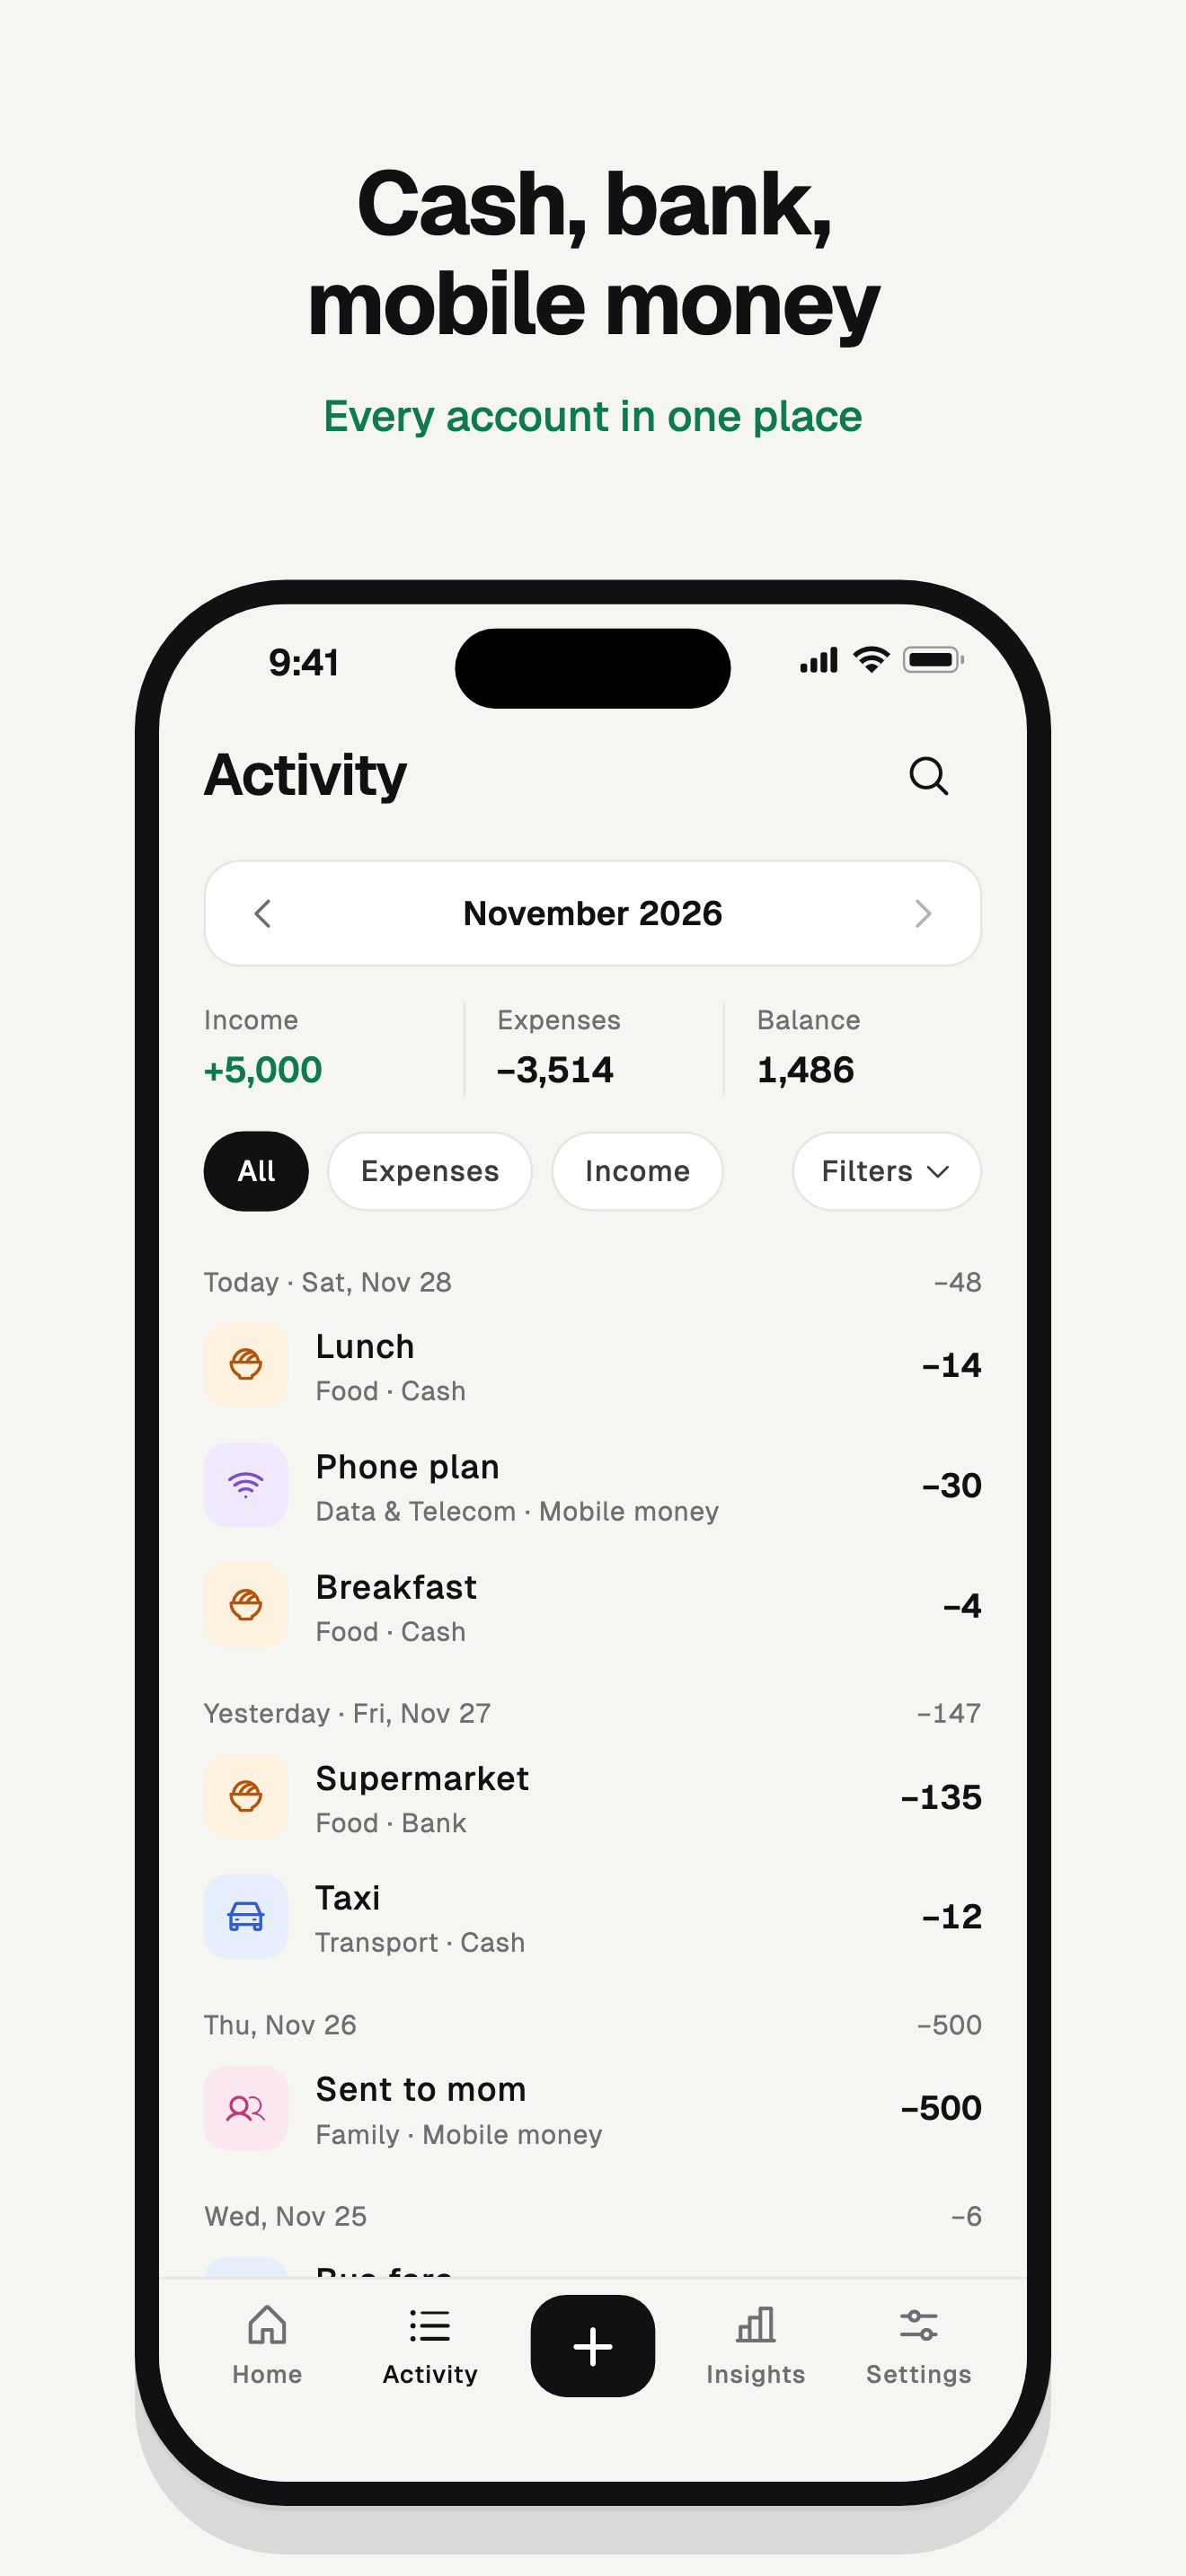 Cash, bank,
mobile money
Every account in one place
9:41
Activity
November 2026
Income
Expenses
Balance
+5,000
−3,514
1,486
All
Expenses
Income
Filters
Today · Sat, Nov 28
−48
Lunch
−14
Food · Cash
Phone plan
−30
Data & Telecom · Mobile money
Breakfast
−4
Food · Cash
Yesterday · Fri, Nov 27
−147
Supermarket
−135
Food · Bank
Taxi
−12
Transport · Cash
Thu, Nov 26
−500
Sent to mom
−500
Family · Mobile money
Wed, Nov 25
−6
Home
Activity
Insights
Settings